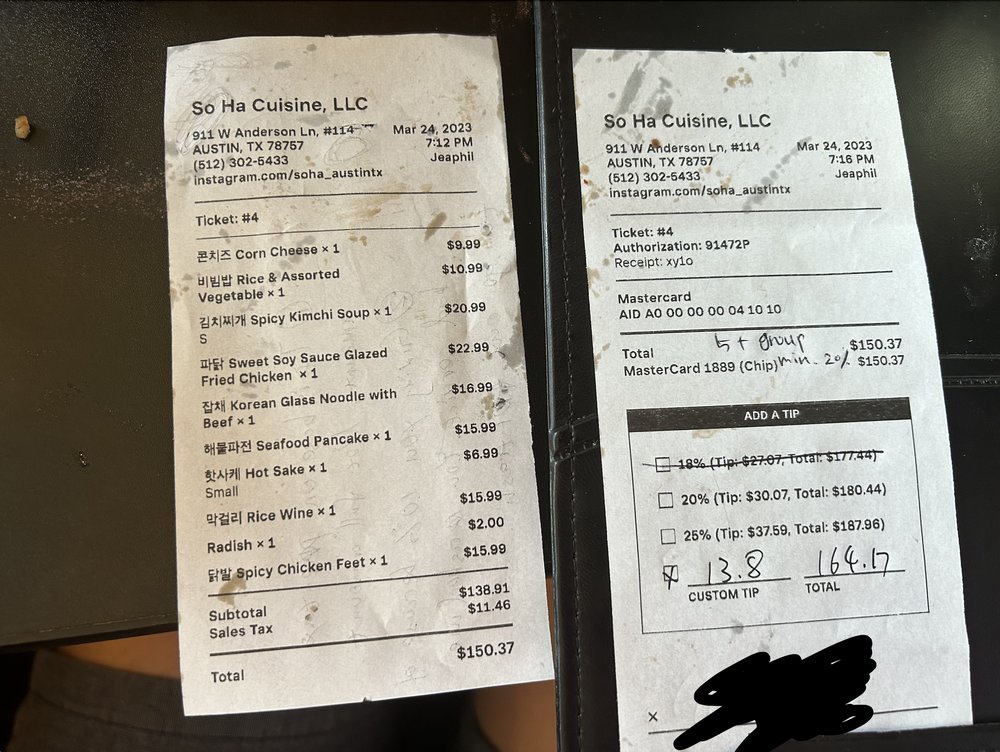 So Ha Cuisine, LLC
911 W Anderson Ln, #114
AUSTIN, TX 78757
(512) 302-5433
instagram.com/soha_austintx
Mar 24, 2023
7:12 PM
Jeaphil
Ticket: #4
콘치즈 Corn Cheese × 1 $9.99
비빔밥 Rice & Assorted $10.99
Vegetable × 1
김치찌개 Spicy Kimchi Soup × 1 $20.99
S
파닭 Sweet Soy Sauce Glazed $22.99
Fried Chicken × 1
잡채 Korean Glass Noodle with $16.99
Beef × 1
해물파전 Seafood Pancake × 1 $15.99
핫사케 Hot Sake × 1 $6.99
Small
막걸리 Rice Wine × 1 $15.99
Radish × 1 $2.00
닭발 Spicy Chicken Feet × 1 $15.99
Subtotal $138.91
Sales Tax $11.46
Total $150.37
So Ha Cuisine, LLC
911 W Anderson Ln, #114
AUSTIN, TX 78757
(512) 302-5433
instagram.com/soha_austintx
Mar 24, 2023
7:16 PM
Jeaphil
Ticket: #4
Authorization: 91472P
Receipt: xy1o
Mastercard
AID A0 00 00 00 04 10 10
5+ group
min. 20%
Total $150.37
MasterCard 1889 (Chip) $150.37
ADD A TIP
18% (Tip: $27.07, Total: $177.44)
20% (Tip: $30.07, Total: $180.44)
25% (Tip: $37.59, Total: $187.96)
13.8 164.17
CUSTOM TIP TOTAL
X